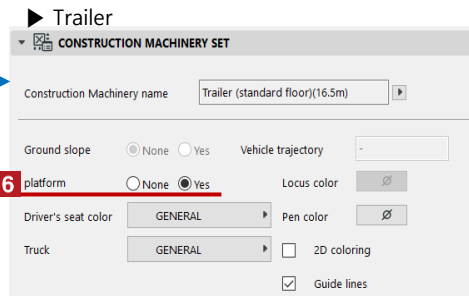 ▶ Trailer
CONSTRUCTION MACHINERY SET
Construction Machinery name Trailer (standard floor)(16.5m)
Ground slope None Yes Vehicle trajectory -
6 platform None Yes Locus color
Driver's seat color GENERAL Pen color
Truck GENERAL 2D coloring
Guide lines